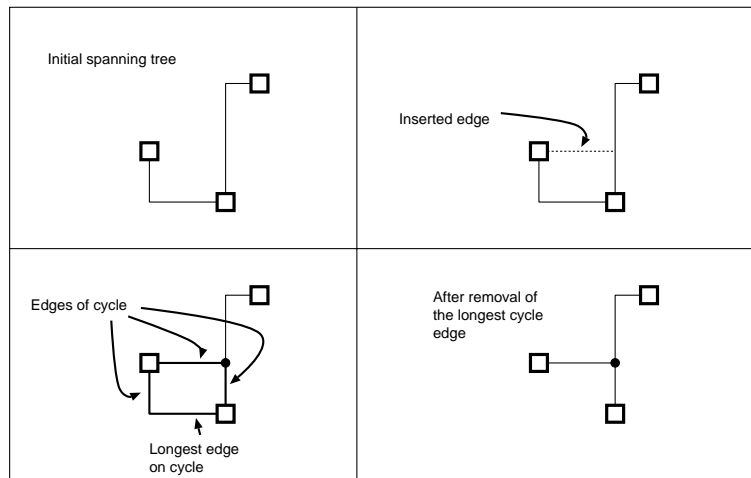 Initial spanning tree
Inserted edge
Edges of cycle
Longest edge
on cycle
After removal of
the longest cycle
edge